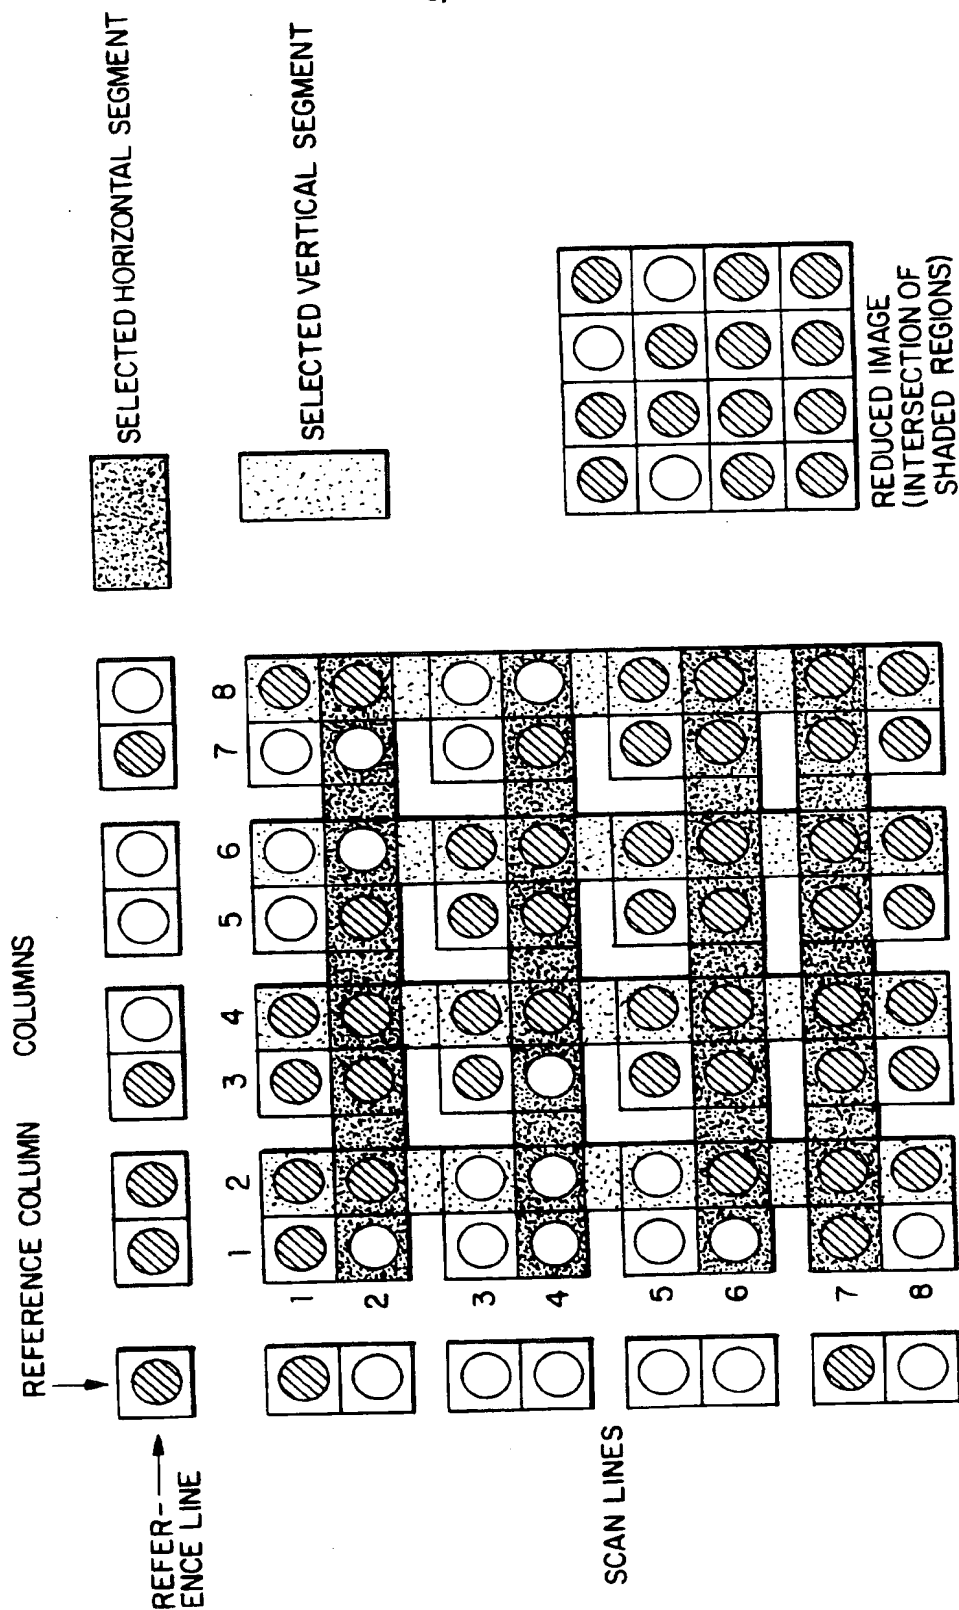 REFERENCE COLUMN
COLUMNS
REFER-
ENCE LINE
1 2 3 4 5 6 7 8
SCAN LINES
1
2
3
4
5
6
7
8
SELECTED HORIZONTAL SEGMENT
SELECTED VERTICAL SEGMENT
REDUCED IMAGE
(INTERSECTION OF
SHADED REGIONS)